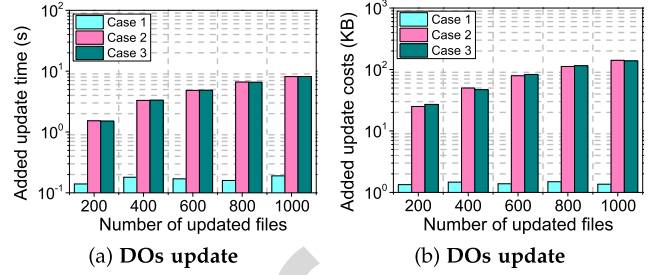 Added update time (s)
10²
10¹
10⁰
10⁻¹
Case 1
Case 2
Case 3
200 400 600 800 1000
Number of updated files
(a) DOs update
Added update costs (KB)
10³
10²
10¹
10⁰
Case 1
Case 2
Case 3
200 400 600 800 1000
Number of updated files
(b) DOs update